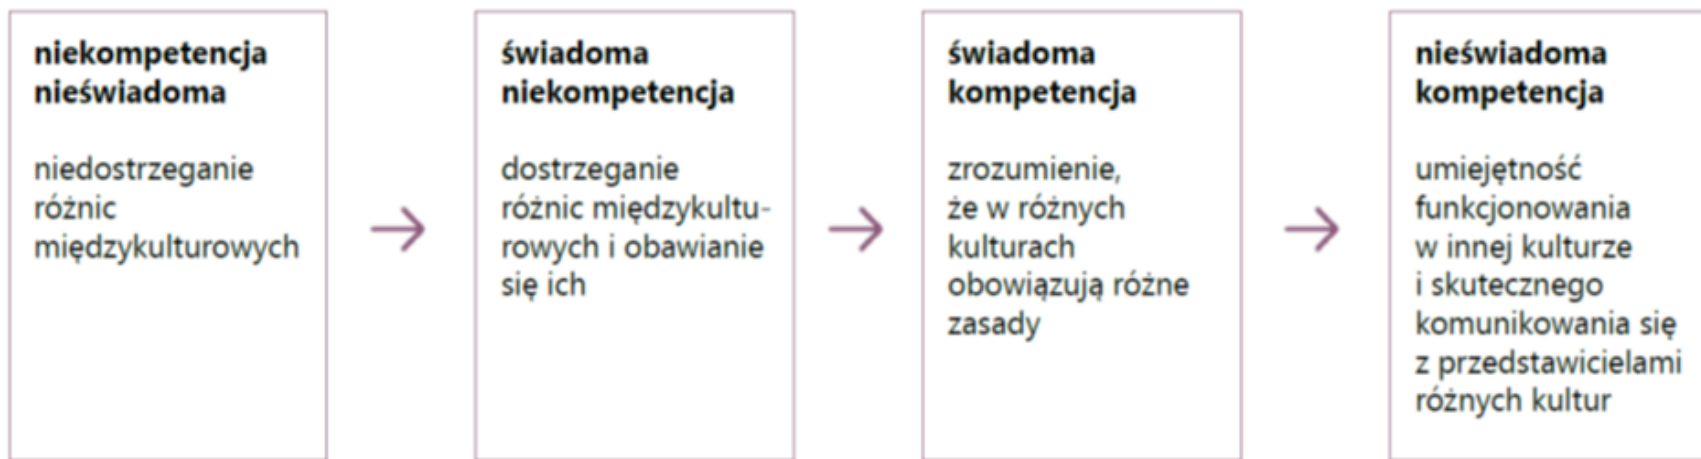 niekompetencja
nieświadoma
niedostrzeganie
różnic
międzykulturowych
świadoma
niekompetencja
dostrzeganie
różnic międzykultu-
rowych i obawianie
się ich
świadoma
kompetencja
zrozumienie,
że w różnych
kulturach
obowiązują różne
zasady
nieświadoma
kompetencja
umiejętność
funkcjonowania
w innej kulturze
i skutecznego
komunikowania się
z przedstawicielami
różnych kultur